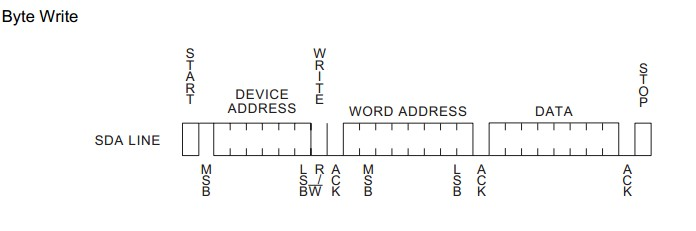 Byte Write
START
WRITE
STOP
DEVICE
ADDRESS
WORD ADDRESS
DATA
SDA LINE
MSB
LSB
R/W
ACK
MSB
LSB
ACK
ACK